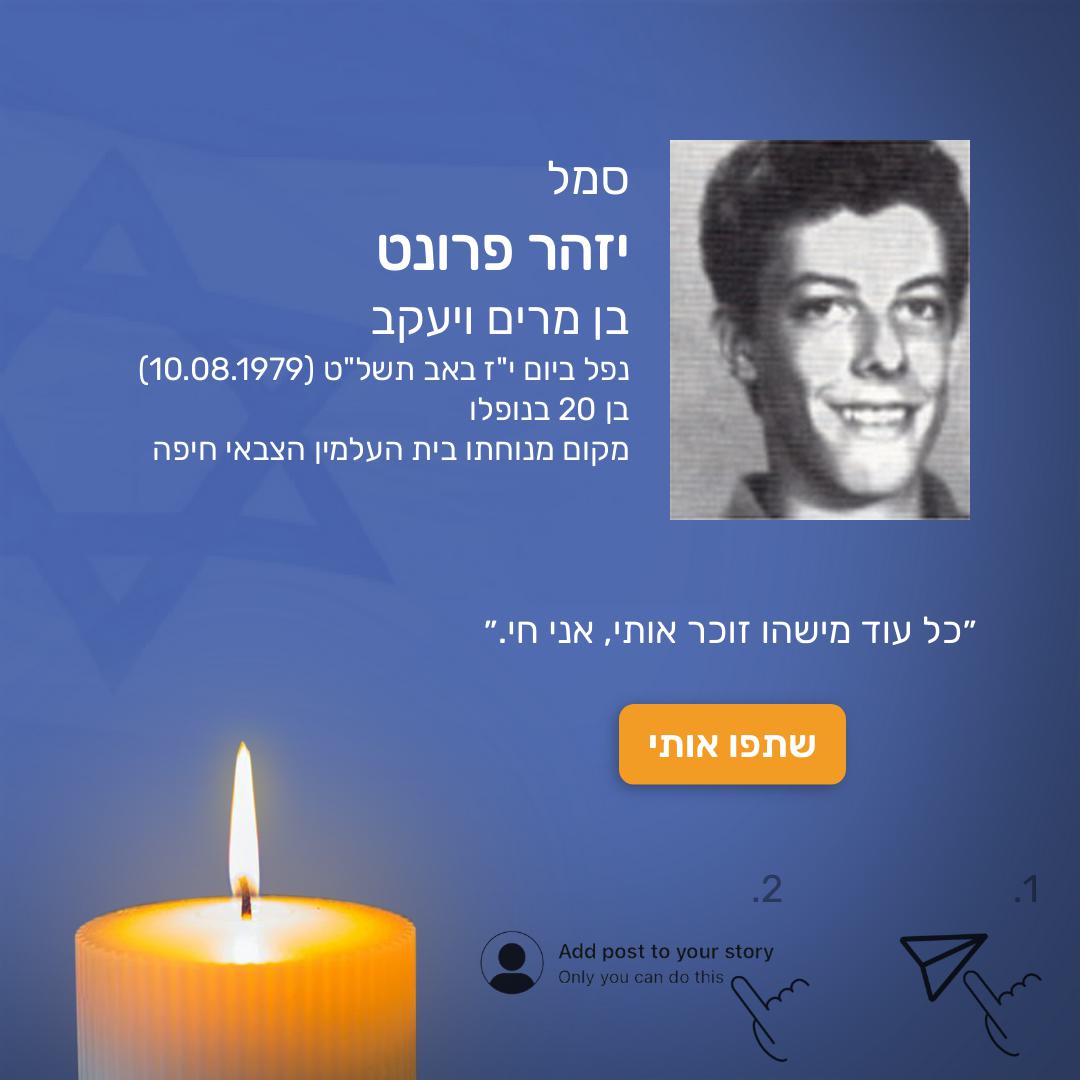 סמל
יזהר פרונט
בן מרים ויעקב
נפל ביום י"ז באב תשל"ט (10.08.1979)
בן 20 בנופלו
מקום מנוחתו בית העלמין הצבאי חיפה
״כל עוד מישהו זוכר אותי, אני חי.״
שתפו אותי
1.
2.
Add post to your story
Only you can do this